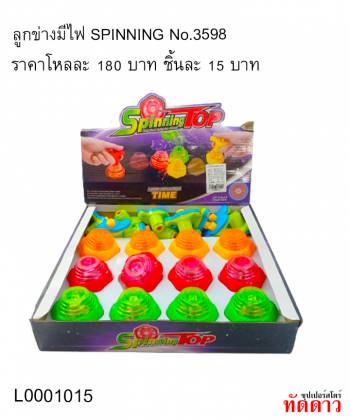 ลูกข่างมีไฟ SPINNING No.3598
ราคาโหลละ 180 บาท ชิ้นละ 15 บาท
Spinning TOP
TIME
Spinning TOP
L0001015
ซุปเปอร์สโตร์
ทัดดาว